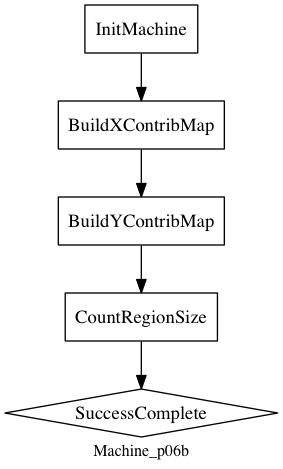 InitMachine
BuildXContribMap
BuildYContribMap
CountRegionSize
SuccessComplete
Machine_p06b